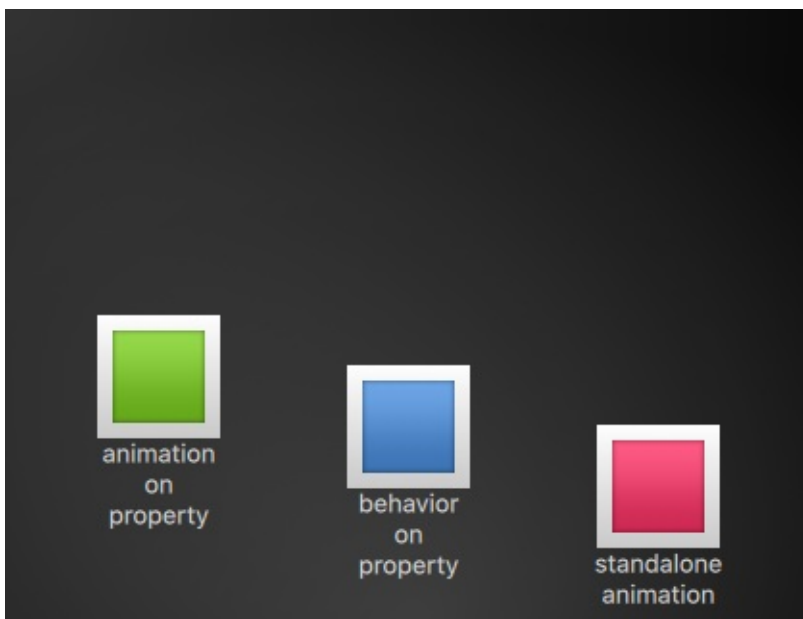 animation
on
property
behavior
on
property
standalone
animation